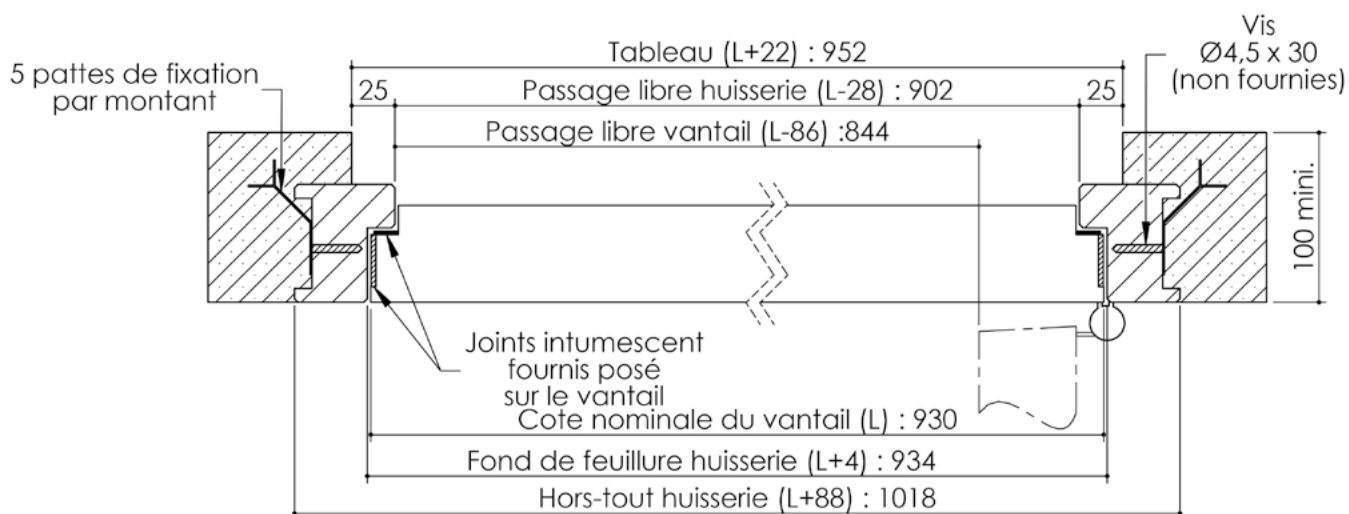 Tableau (L+22) : 952
Vis
Ø4,5 x 30
(non fournies)
5 pattes de fixation
par montant
25
Passage libre huisserie (L-28) : 902
25
Passage libre vantail (L-86) :844
100 mini.
Joints intumescent
fournis posé
sur le vantail
Cote nominale du vantail (L) : 930
Fond de feuillure huisserie (L+4) : 934
Hors-tout huisserie (L+88) : 1018